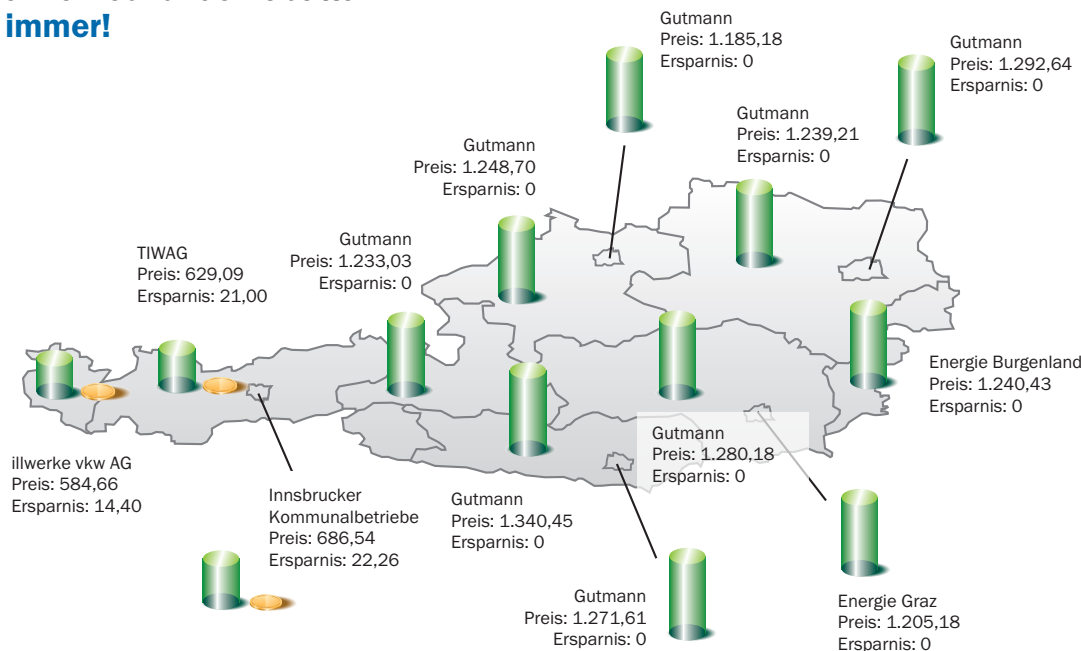 immer!
Gutmann
Preis: 1.185,18
Ersparnis: 0
Gutmann
Preis: 1.292,64
Ersparnis: 0
Gutmann
Preis: 1.239,21
Ersparnis: 0
Gutmann
Preis: 1.248,70
Ersparnis: 0
Gutmann
Preis: 1.233,03
Ersparnis: 0
TIWAG
Preis: 629,09
Ersparnis: 21,00
Energie Burgenland
Preis: 1.240,43
Ersparnis: 0
Gutmann
Preis: 1.280,18
Ersparnis: 0
illwerke vkw AG
Preis: 584,66
Ersparnis: 14,40
Innsbrucker
Kommunalbetriebe
Preis: 686,54
Ersparnis: 22,26
Gutmann
Preis: 1.340,45
Ersparnis: 0
Gutmann
Preis: 1.271,61
Ersparnis: 0
Energie Graz
Preis: 1.205,18
Ersparnis: 0